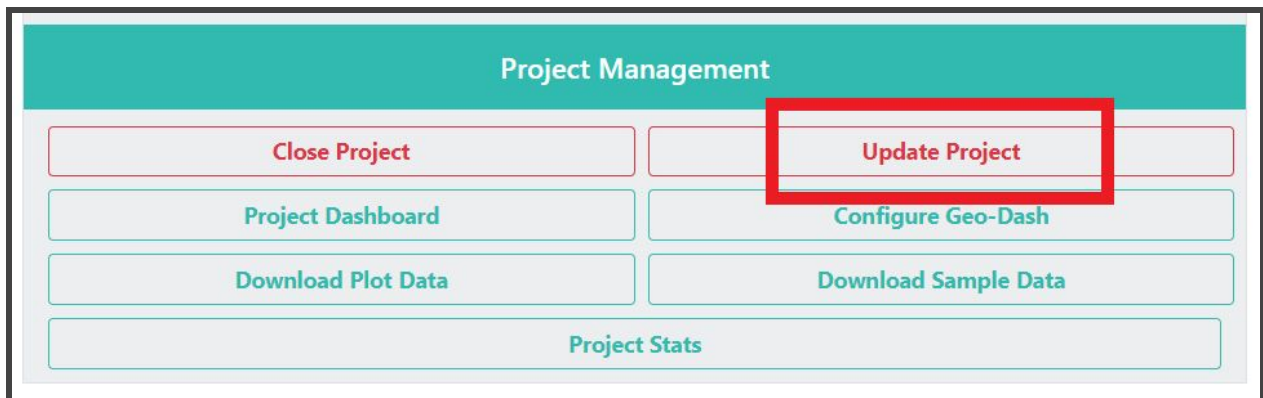 Project Management
Close Project
Update Project
Project Dashboard
Configure Geo-Dash
Download Plot Data
Download Sample Data
Project Stats